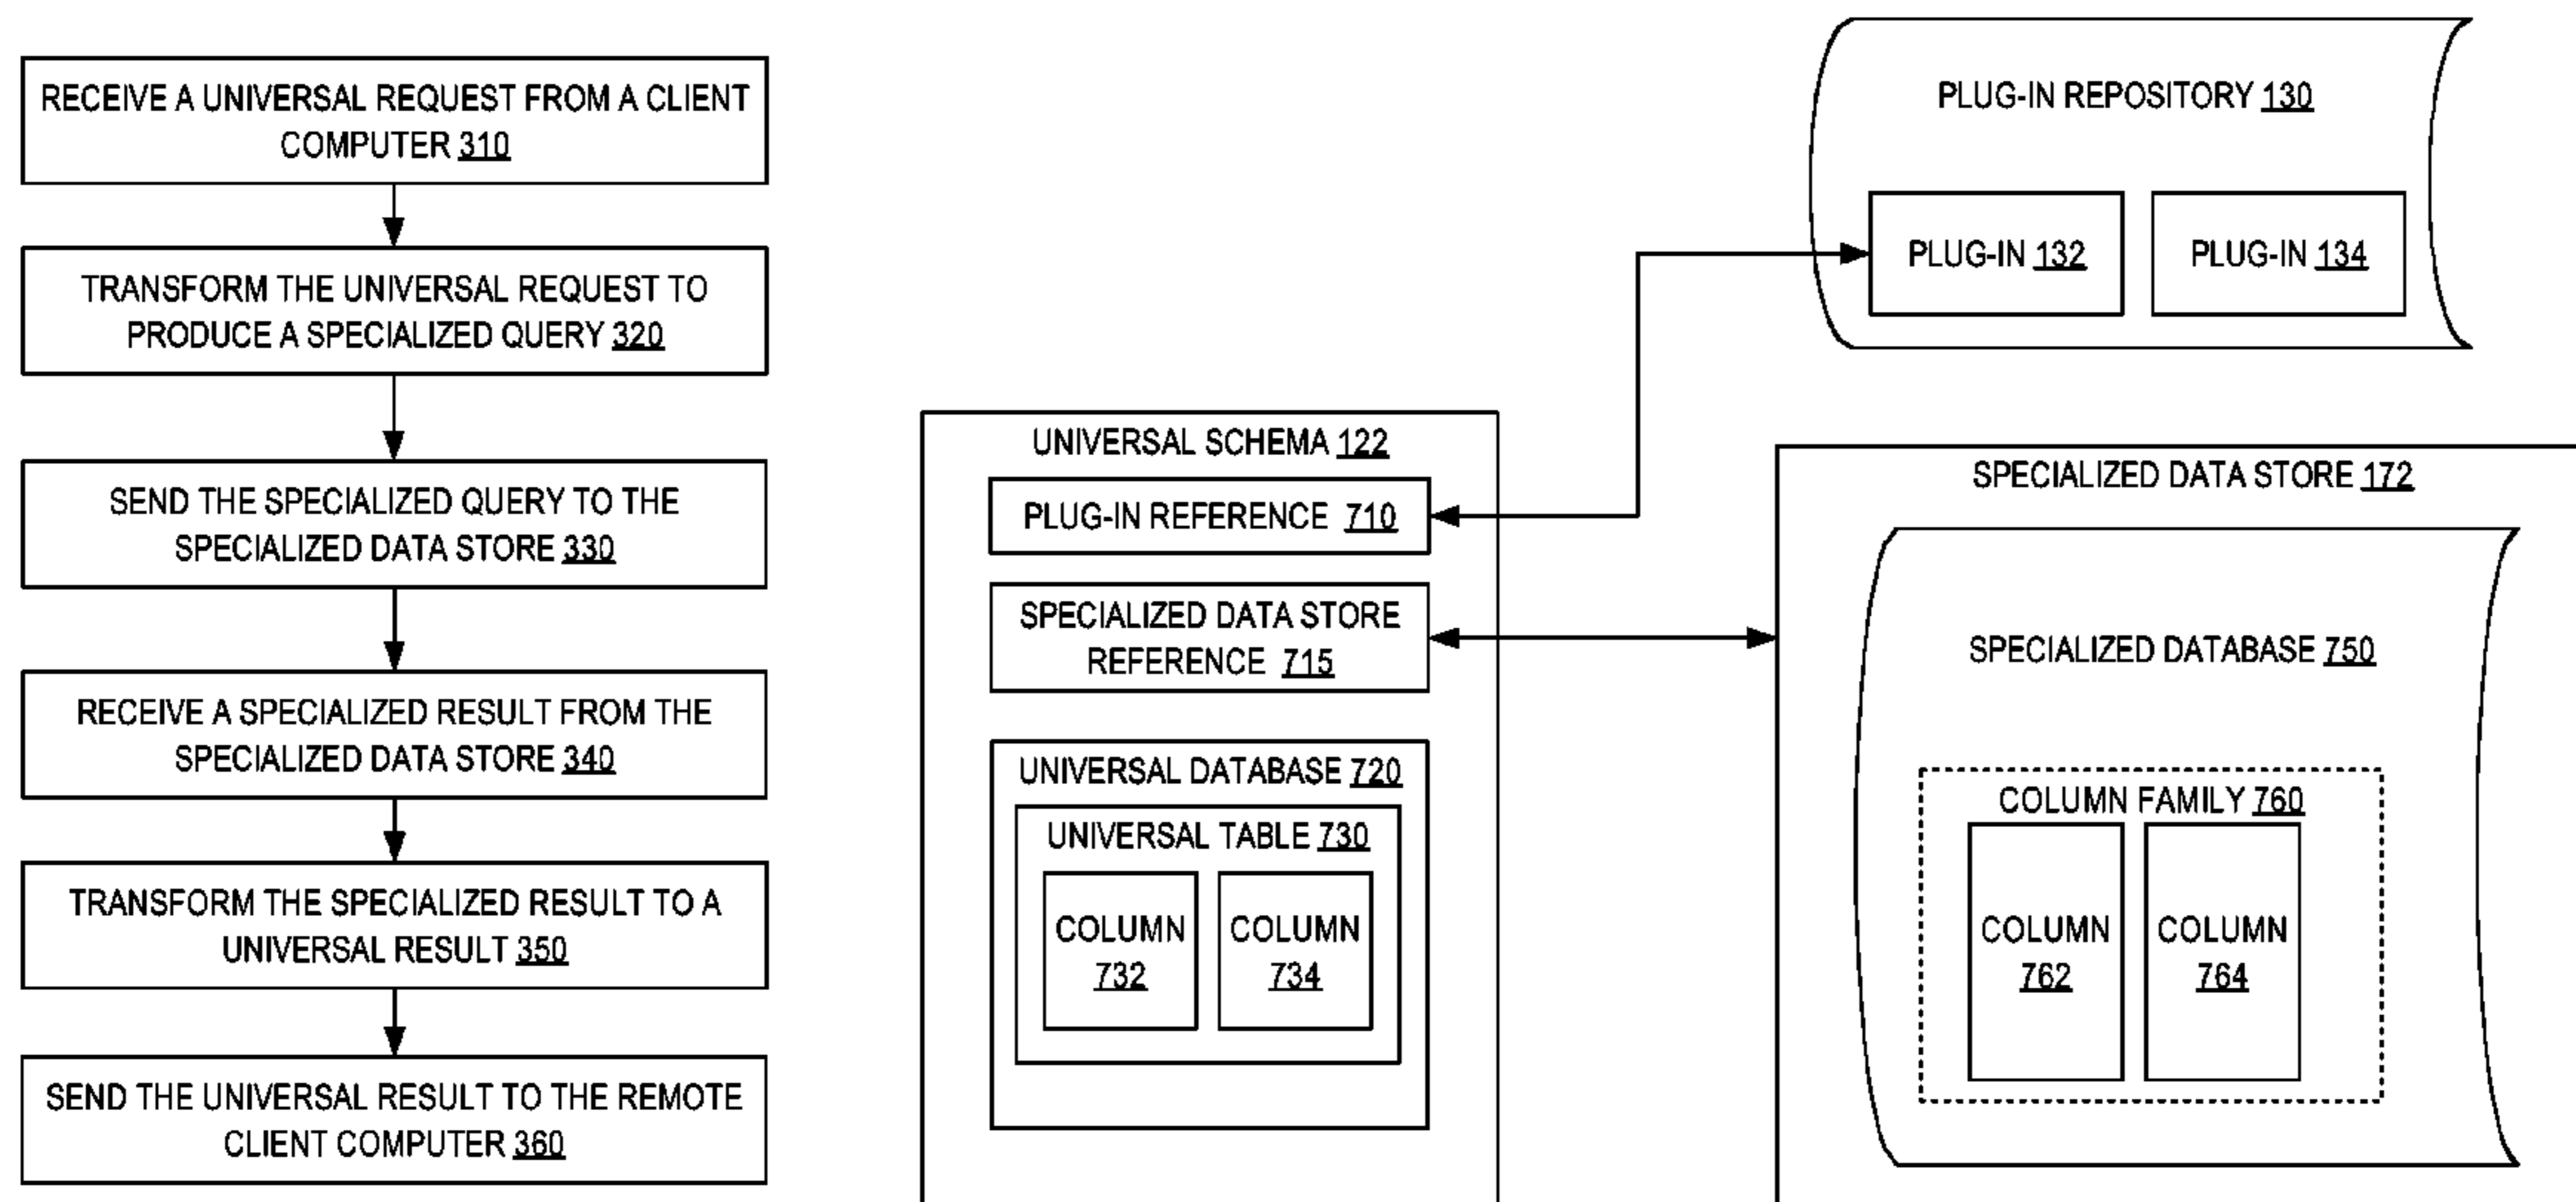 RECEIVE A UNIVERSAL REQUEST FROM A CLIENT
COMPUTER 310
TRANSFORM THE UNIVERSAL REQUEST TO
PRODUCE A SPECIALIZED QUERY 320
SEND THE SPECIALIZED QUERY TO THE
SPECIALIZED DATA STORE 330
RECEIVE A SPECIALIZED RESULT FROM THE
SPECIALIZED DATA STORE 340
TRANSFORM THE SPECIALIZED RESULT TO A
UNIVERSAL RESULT 350
SEND THE UNIVERSAL RESULT TO THE REMOTE
CLIENT COMPUTER 360
UNIVERSAL SCHEMA 122
PLUG-IN REFERENCE 710
SPECIALIZED DATA STORE
REFERENCE 715
UNIVERSAL DATABASE 720
UNIVERSAL TABLE 730
COLUMN
732
COLUMN
734
PLUG-IN REPOSITORY 130
PLUG-IN 132
PLUG-IN 134
SPECIALIZED DATA STORE 172
SPECIALIZED DATABASE 750
COLUMN FAMILY 760
COLUMN
762
COLUMN
764